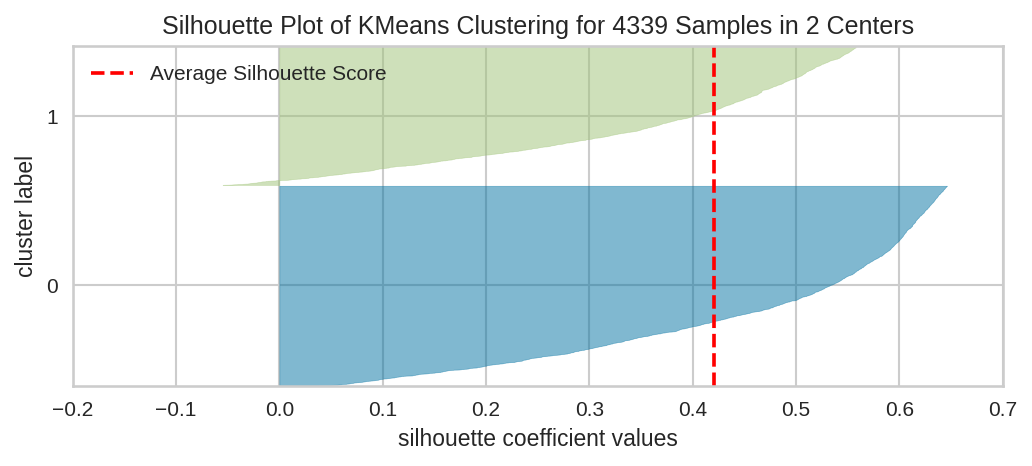 Silhouette Plot of KMeans Clustering for 4339 Samples in 2 Centers
Average Silhouette Score
cluster label
1
0
−0.2 −0.1 0.0 0.1 0.2 0.3 0.4 0.5 0.6 0.7
silhouette coefficient values